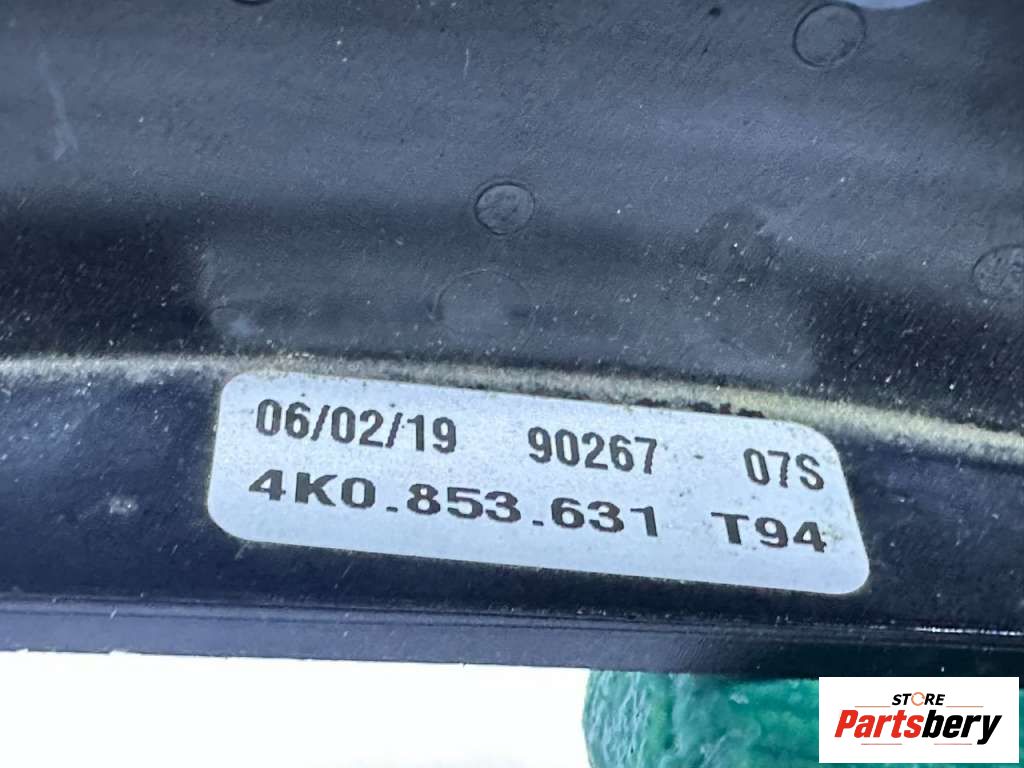 06/02/19 90267 07S
4K0.853.631 T94
STORE
Partsbery